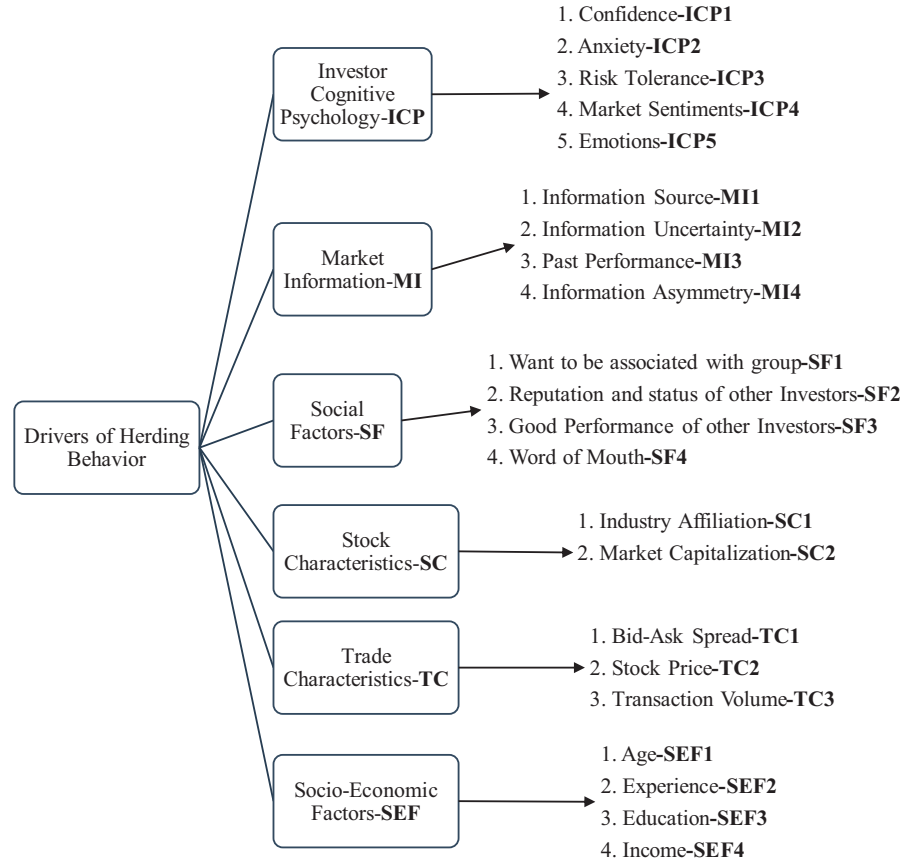 Drivers of Herding
Behavior
Investor
Cognitive
Psychology-ICP
1. Confidence-ICP1
2. Anxiety-ICP2
3. Risk Tolerance-ICP3
4. Market Sentiments-ICP4
5. Emotions-ICP5
Market
Information-MI
1. Information Source-MI1
2. Information Uncertainty-MI2
3. Past Performance-MI3
4. Information Asymmetry-MI4
Social
Factors-SF
1. Want to be associated with group-SF1
2. Reputation and status of other Investors-SF2
3. Good Performance of other Investors-SF3
4. Word of Mouth-SF4
Stock
Characteristics-SC
1. Industry Affiliation-SC1
2. Market Capitalization-SC2
Trade
Characteristics-TC
1. Bid-Ask Spread-TC1
2. Stock Price-TC2
3. Transaction Volume-TC3
Socio-Economic
Factors-SEF
1. Age-SEF1
2. Experience-SEF2
3. Education-SEF3
4. Income-SEF4